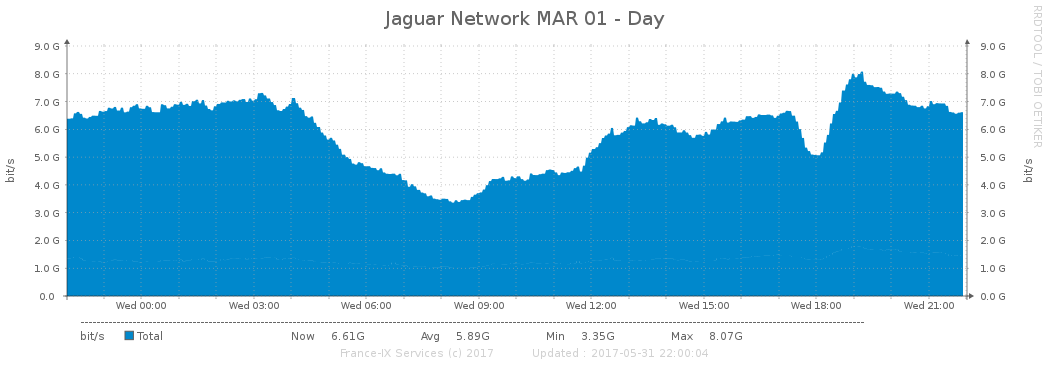 Jaguar Network MAR 01 - Day
RRDTOOL / TOBI OETIKER
9.0 G 9.0 G
8.0 G 8.0 G
7.0 G 7.0 G
6.0 G 6.0 G
5.0 G 5.0 G
4.0 G 4.0 G
3.0 G 3.0 G
2.0 G 2.0 G
1.0 G 1.0 G
0.0 0.0 G
bit/s bit/s
Wed 00:00 Wed 03:00 Wed 06:00 Wed 09:00 Wed 12:00 Wed 15:00 Wed 18:00 Wed 21:00
bit/s Total Now 6.61G Avg 5.89G Min 3.35G Max 8.07G
France-IX Services (c) 2017 Updated : 2017-05-31 22:00:04